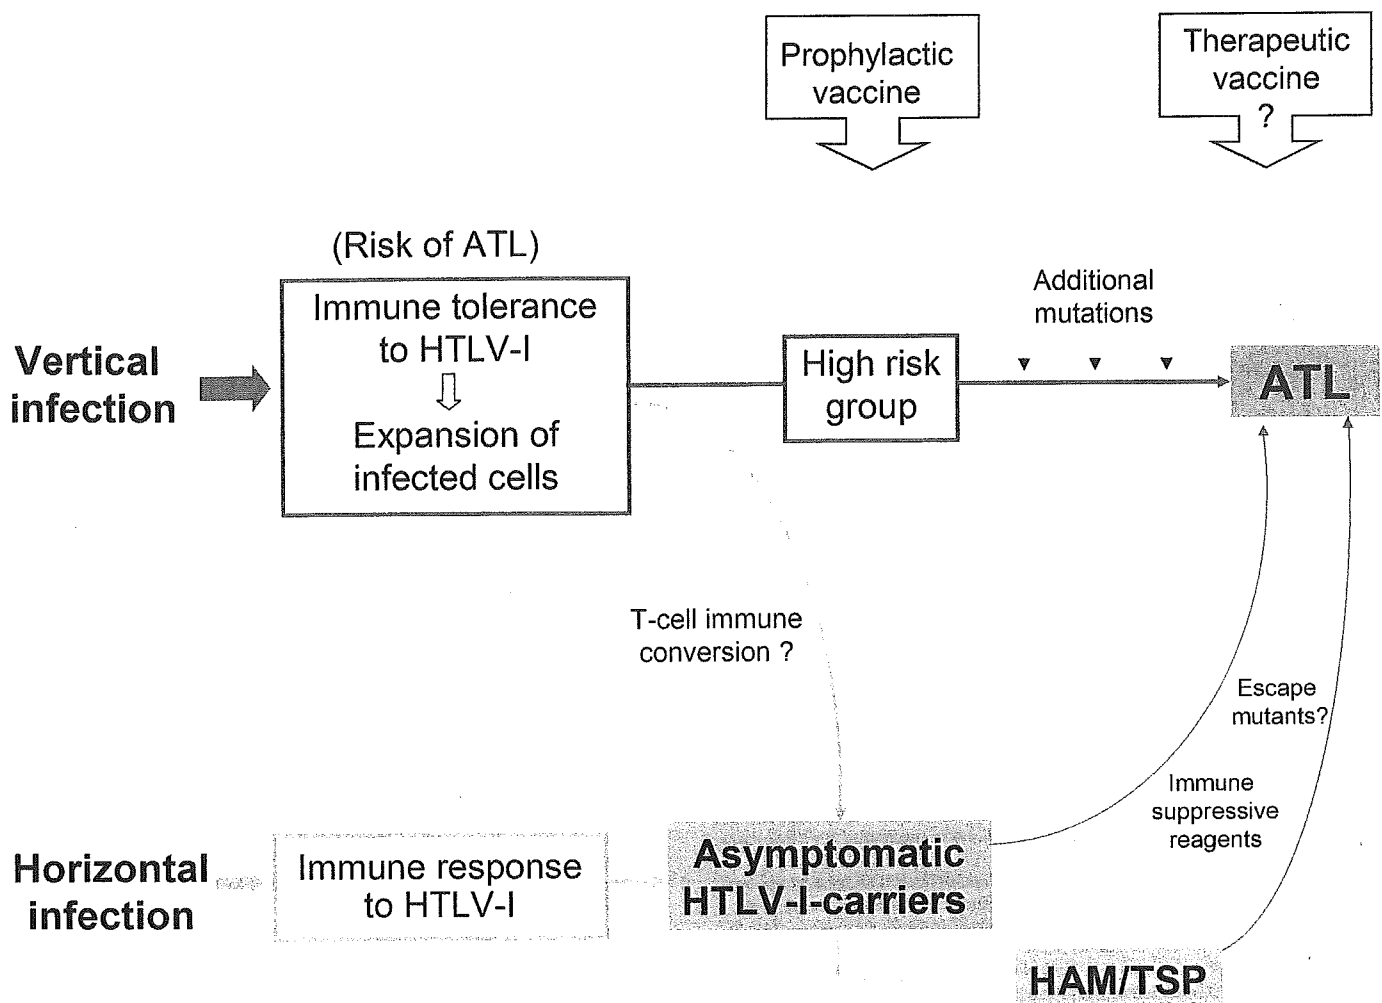 Prophylactic
vaccine
Therapeutic
vaccine
?
(Risk of ATL)
Immune tolerance
to HTLV-I
Expansion of
infected cells
Vertical
infection
High risk
group
Additional
mutations
ATL
T-cell immune
conversion ?
Escape
mutants?
Immune
suppressive
reagents
Horizontal
infection
Immune response
to HTLV-I
Asymptomatic
HTLV-I-carriers
HAM/TSP